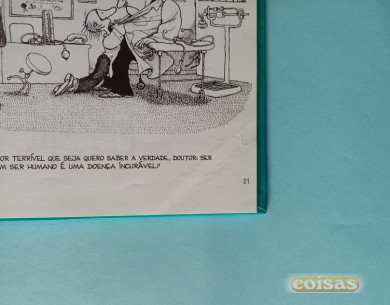 OR TERRÍVEL QUE SEJA QUERO SABER A VERDADE, DOUTOR: SER
M SER HUMANO É UMA DOENÇA INCURÁVEL?
21
coisas